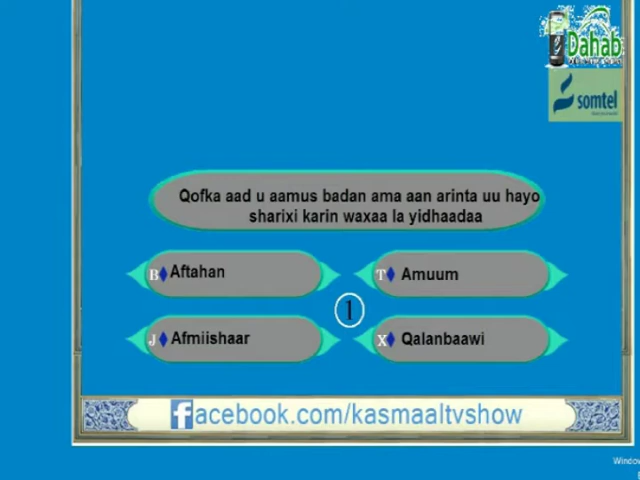 Dahab
somtel
Qofka aad u aamus badan ama aan arinta uu hayo
sharixi karin waxaa la yidhaadaa
B Aftahan
T Amuum
1
J Afmiishaar
X Qalanbaawi
facebook.com/kasmaaltvshow
Window